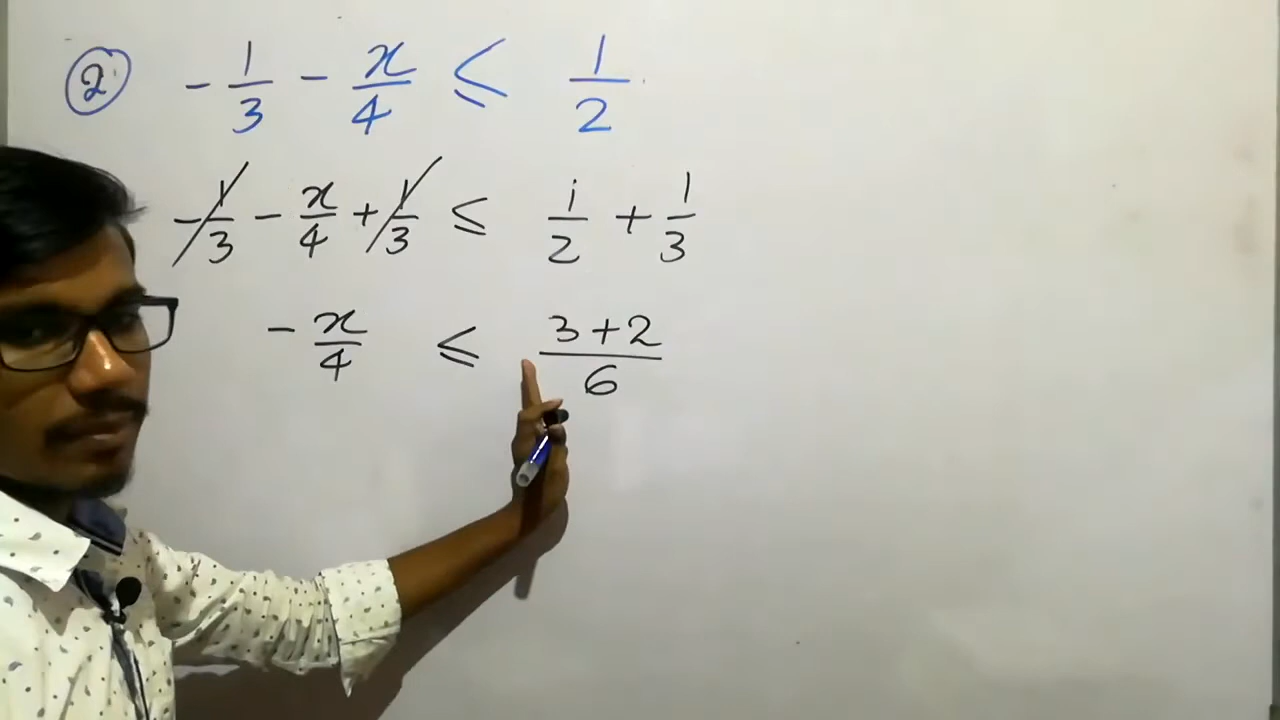 ② -1/3 - x/4 ≤ 1/2
-1/3 - x/4 + 1/3 ≤ 1/2 + 1/3
-x/4 ≤ (3+2)/6